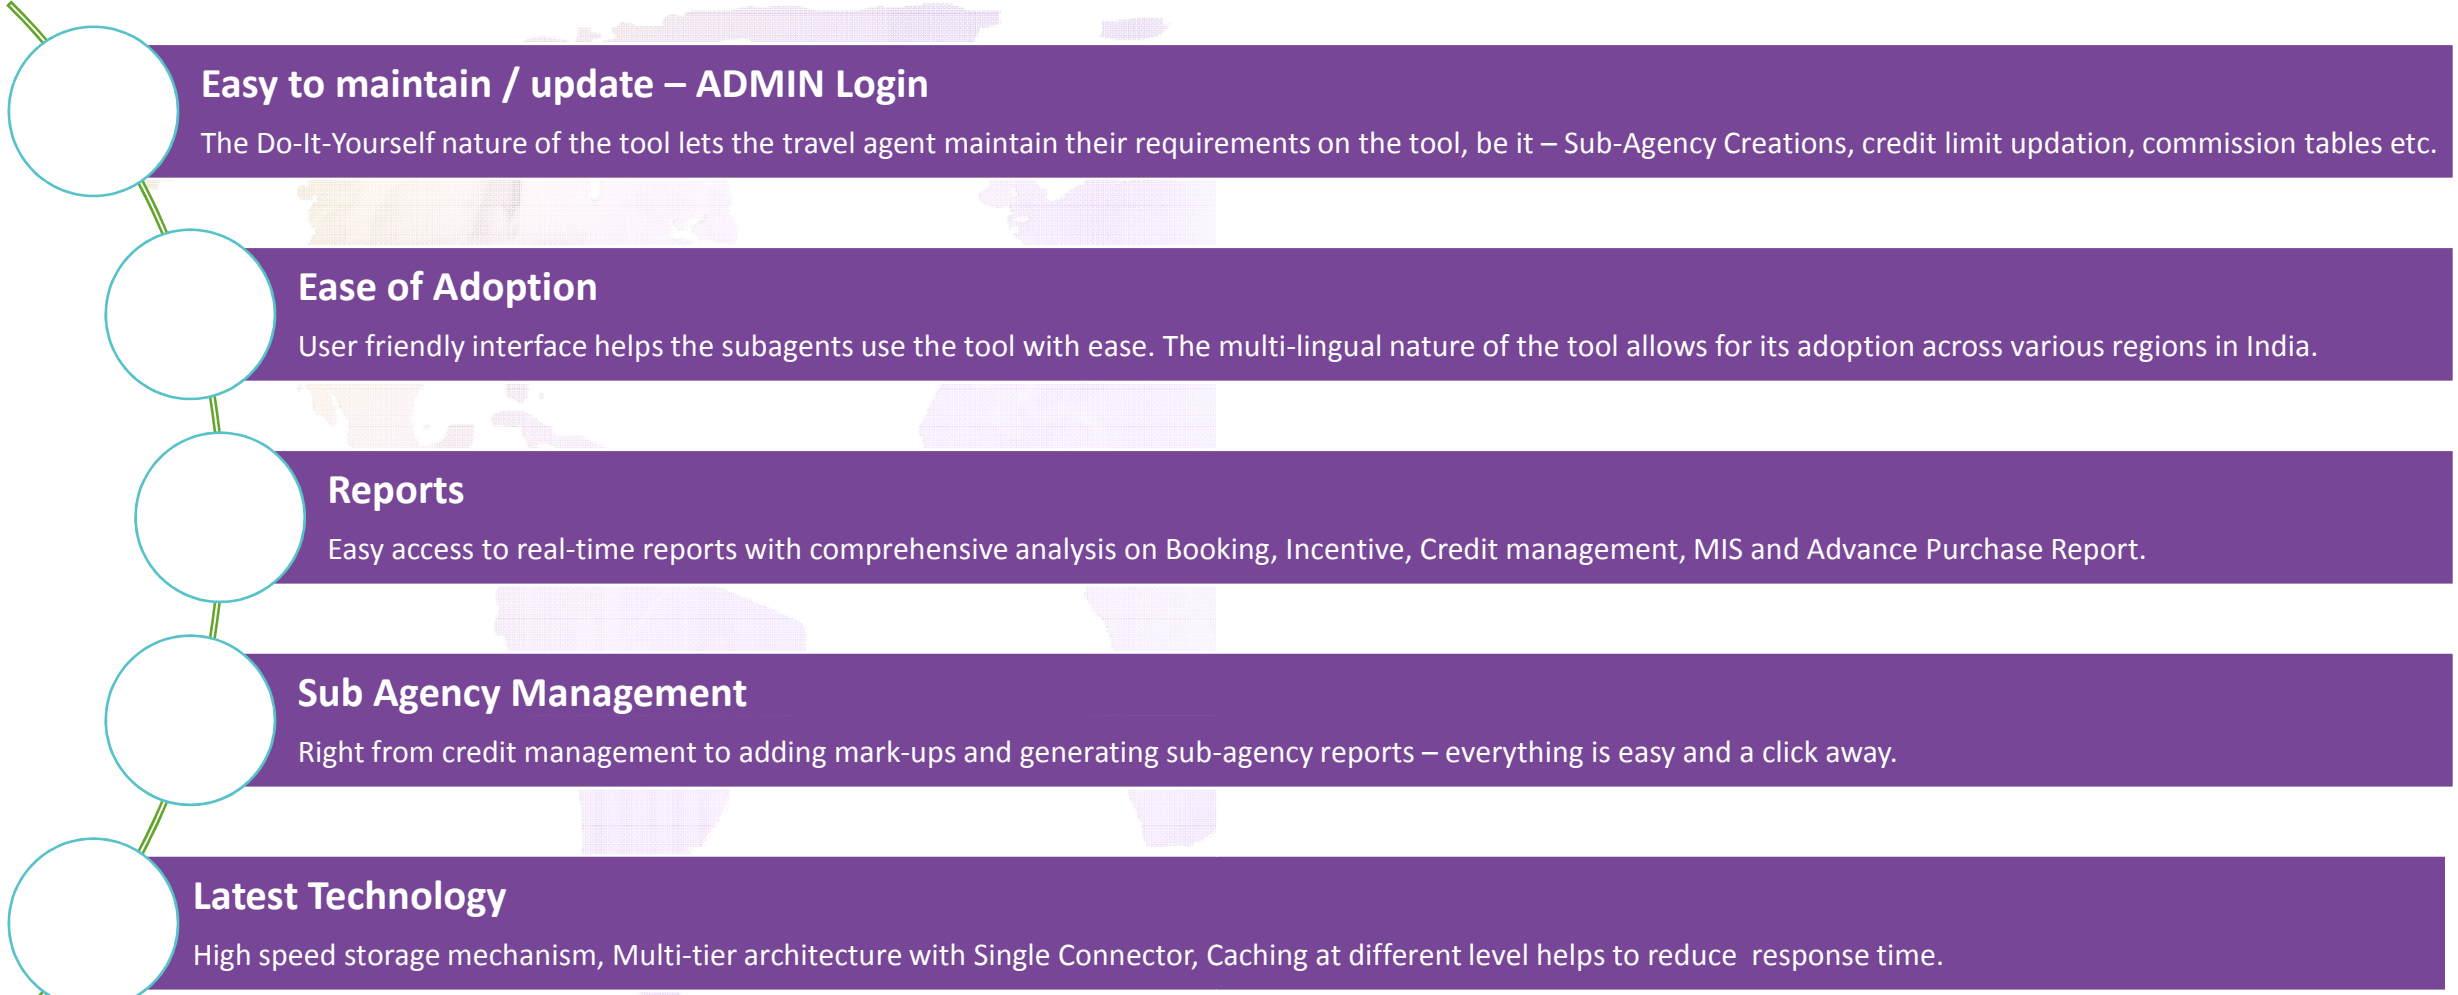 Easy to maintain / update – ADMIN Login
The Do-It-Yourself nature of the tool lets the travel agent maintain their requirements on the tool, be it – Sub-Agency Creations, credit limit updation, commission tables etc.
Ease of Adoption
User friendly interface helps the subagents use the tool with ease. The multi-lingual nature of the tool allows for its adoption across various regions in India.
Reports
Easy access to real-time reports with comprehensive analysis on Booking, Incentive, Credit management, MIS and Advance Purchase Report.
Sub Agency Management
Right from credit management to adding mark-ups and generating sub-agency reports – everything is easy and a click away.
Latest Technology
High speed storage mechanism, Multi-tier architecture with Single Connector, Caching at different level helps to reduce  response time.